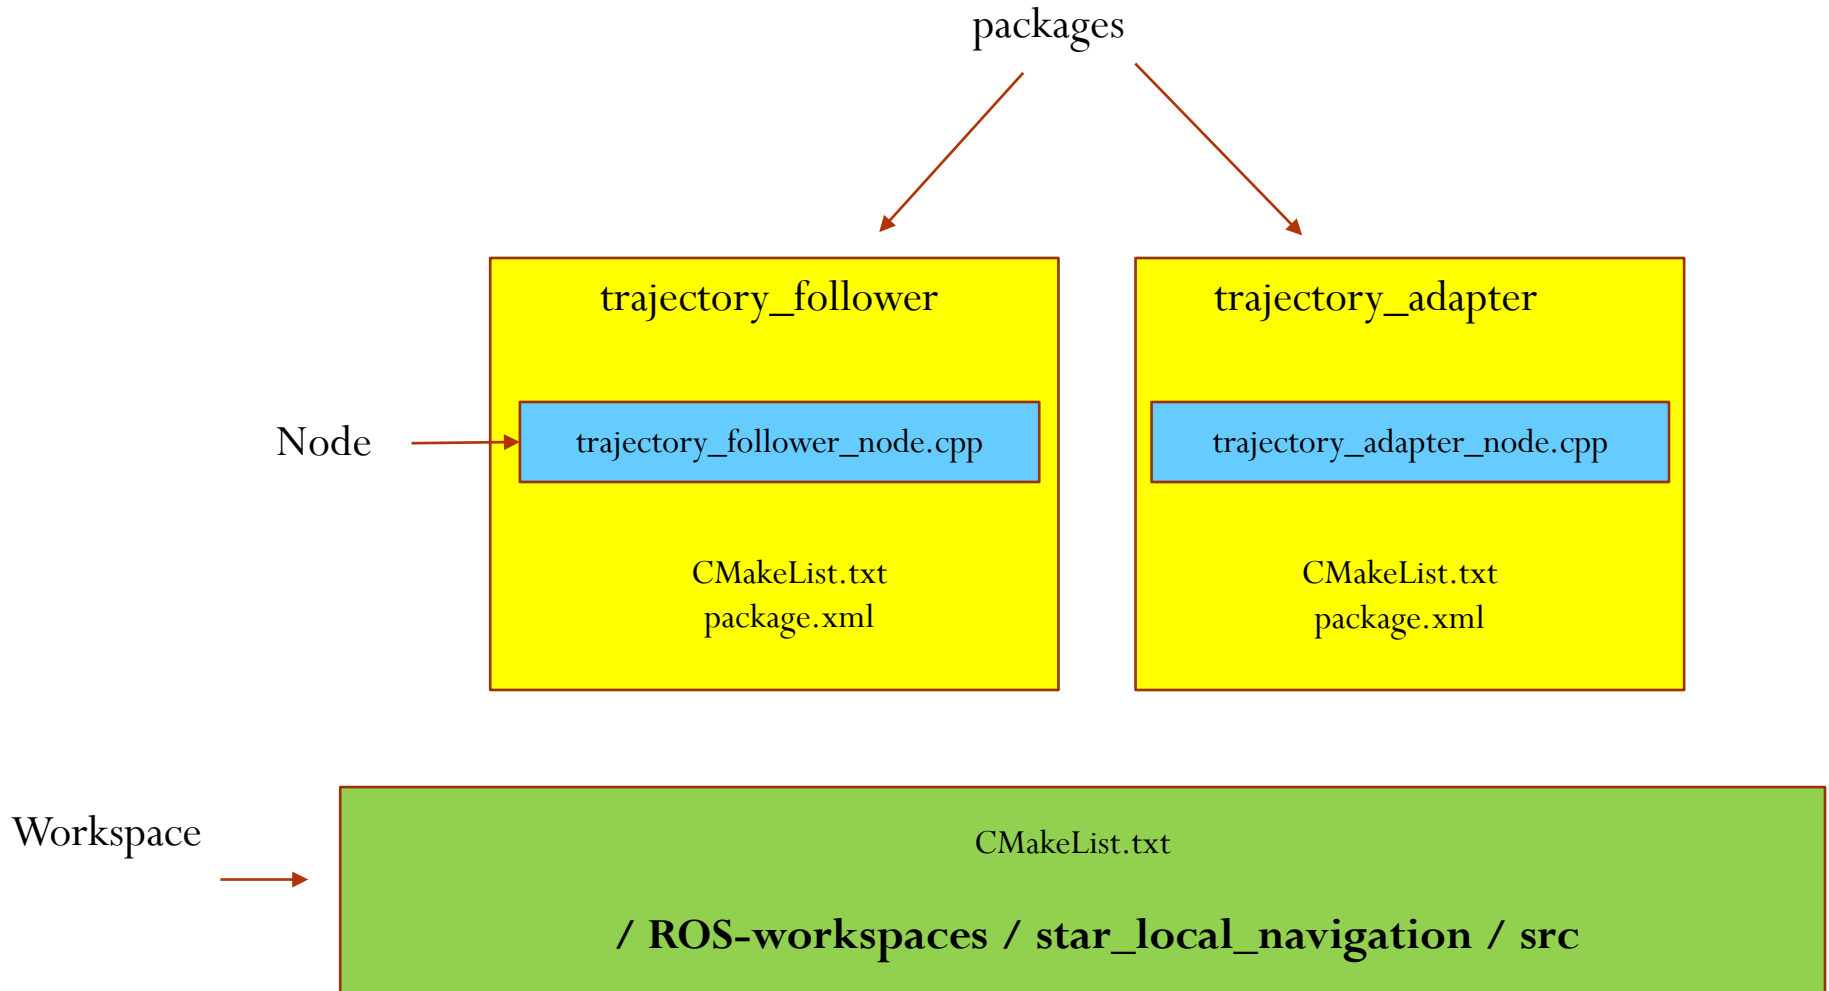 packages
trajectory_follower
trajectory_adapter
Node
trajectory_follower_node.cpp
trajectory_adapter_node.cpp
CMakeList.txt
package.xml
CMakeList.txt
package.xml
Workspace
CMakeList.txt
/ ROS-workspaces / star_local_navigation / src